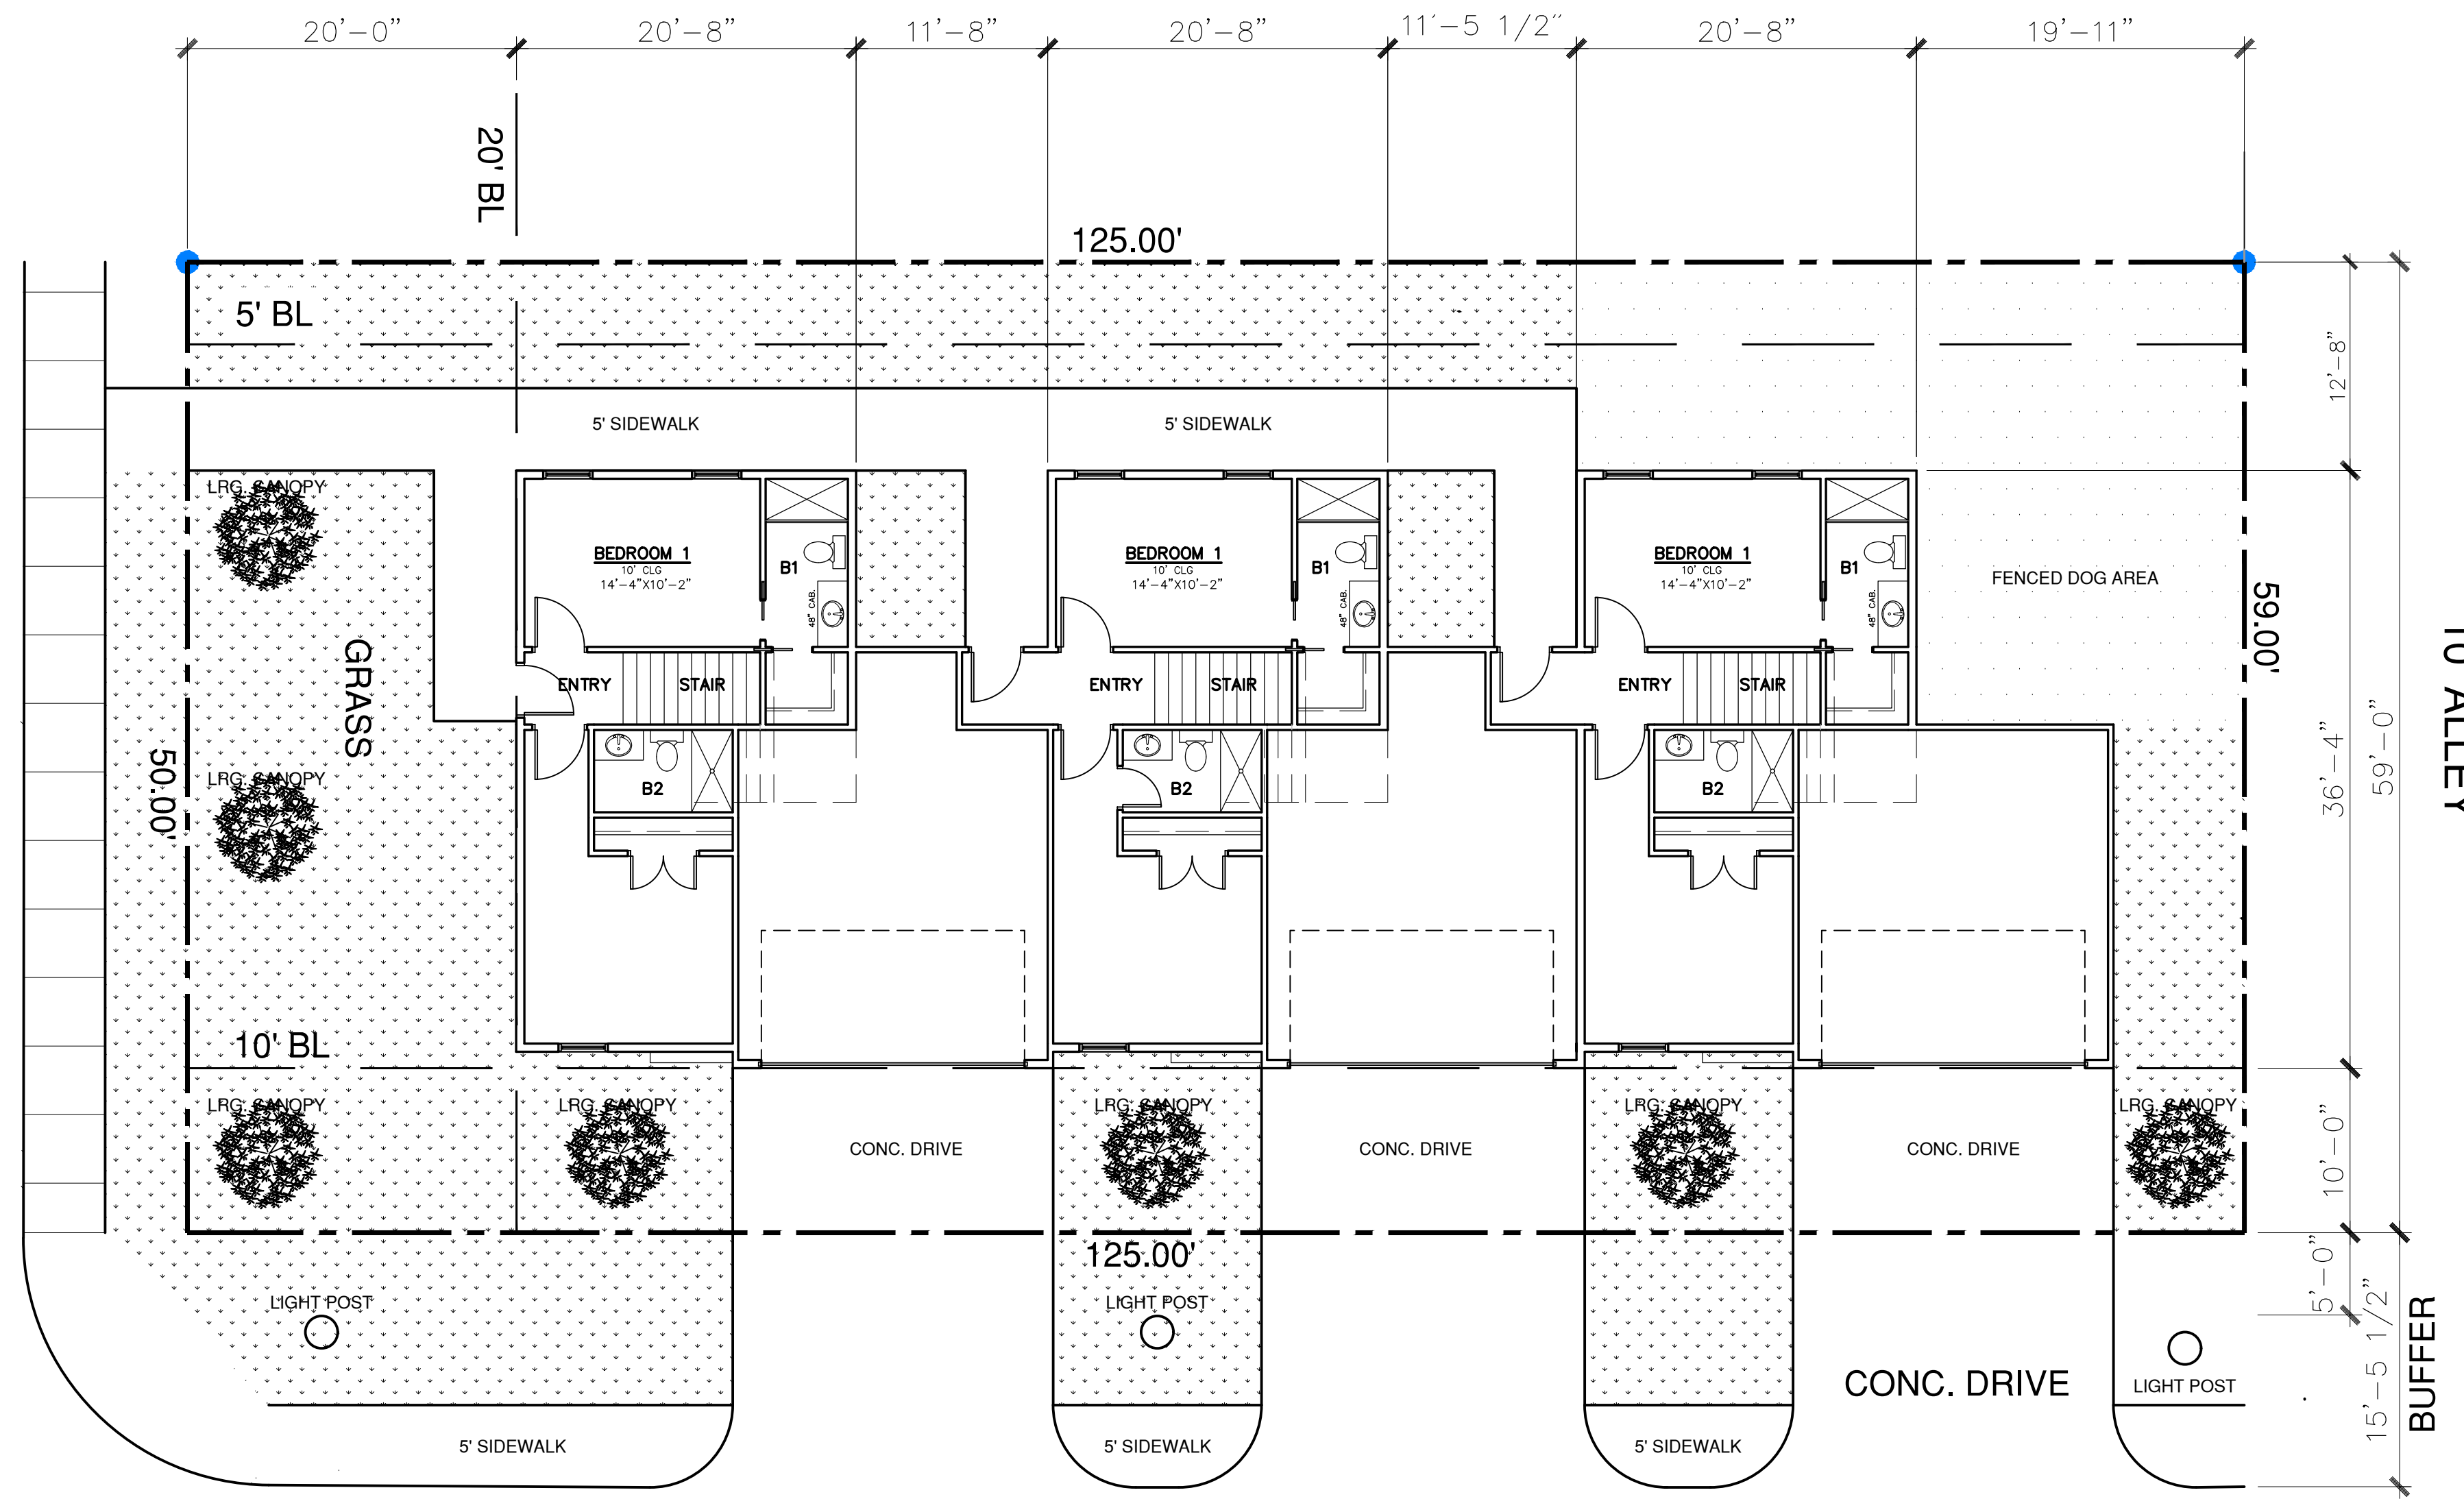 20'-0"
20'-8"
11'-8"
20'-8"
11'-5 1/2"
20'-8"
19'-11"
20' BL
125.00'
5' BL
12'-8"
5' SIDEWALK
5' SIDEWALK
LRG. CANOPY
BEDROOM 1
10' CLG
14'-4"X10'-2"
B1
48" CAB.
BEDROOM 1
10' CLG
14'-4"X10'-2"
B1
48" CAB.
BEDROOM 1
10' CLG
14'-4"X10'-2"
B1
48" CAB.
FENCED DOG AREA
59.00'
GRASS
ENTRY
STAIR
ENTRY
STAIR
ENTRY
STAIR
ALLEY
36'-4"
59'-0"
50.00'
LRG. CANOPY
B2
B2
B2
10' BL
LRG. CANOPY
LRG. CANOPY
LRG. CANOPY
LRG. CANOPY
LRG. CANOPY
CONC. DRIVE
CONC. DRIVE
CONC. DRIVE
10'-0"
125.00'
5'-0"
LIGHT POST
LIGHT POST
15'-5 1/2"
BUFFER
CONC. DRIVE
LIGHT POST
5' SIDEWALK
5' SIDEWALK
5' SIDEWALK